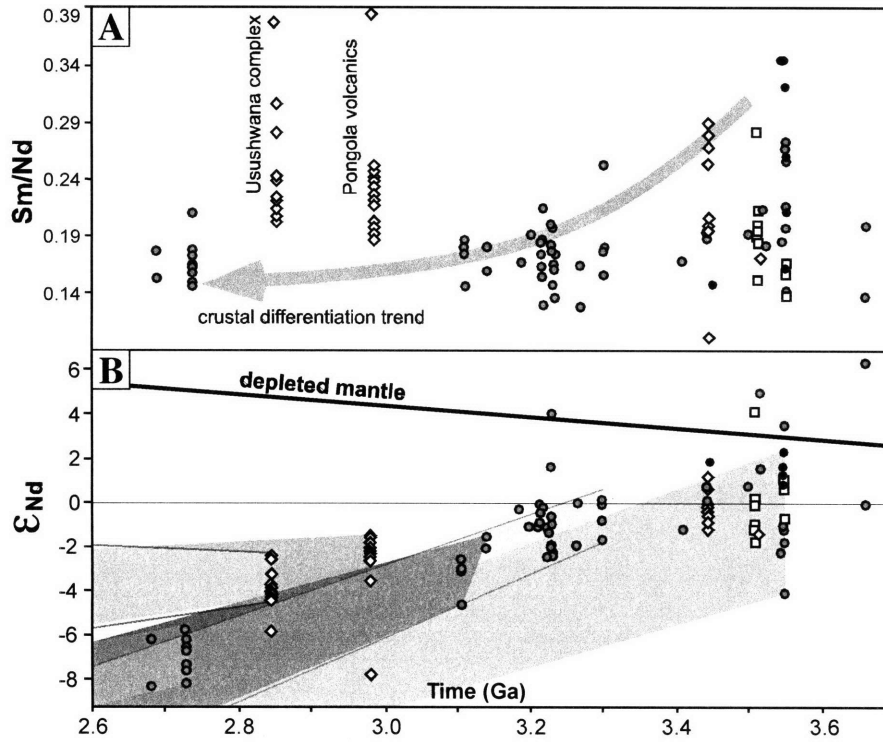 A
0.39
0.34
0.29
0.24
0.19
0.14
Sm/Nd
Usushwana complex
Pongola volcanics
crustal differentiation trend
B
6
4
2
0
-2
-4
-6
-8
εNd
depleted mantle
Time (Ga)
2.6 2.8 3.0 3.2 3.4 3.6